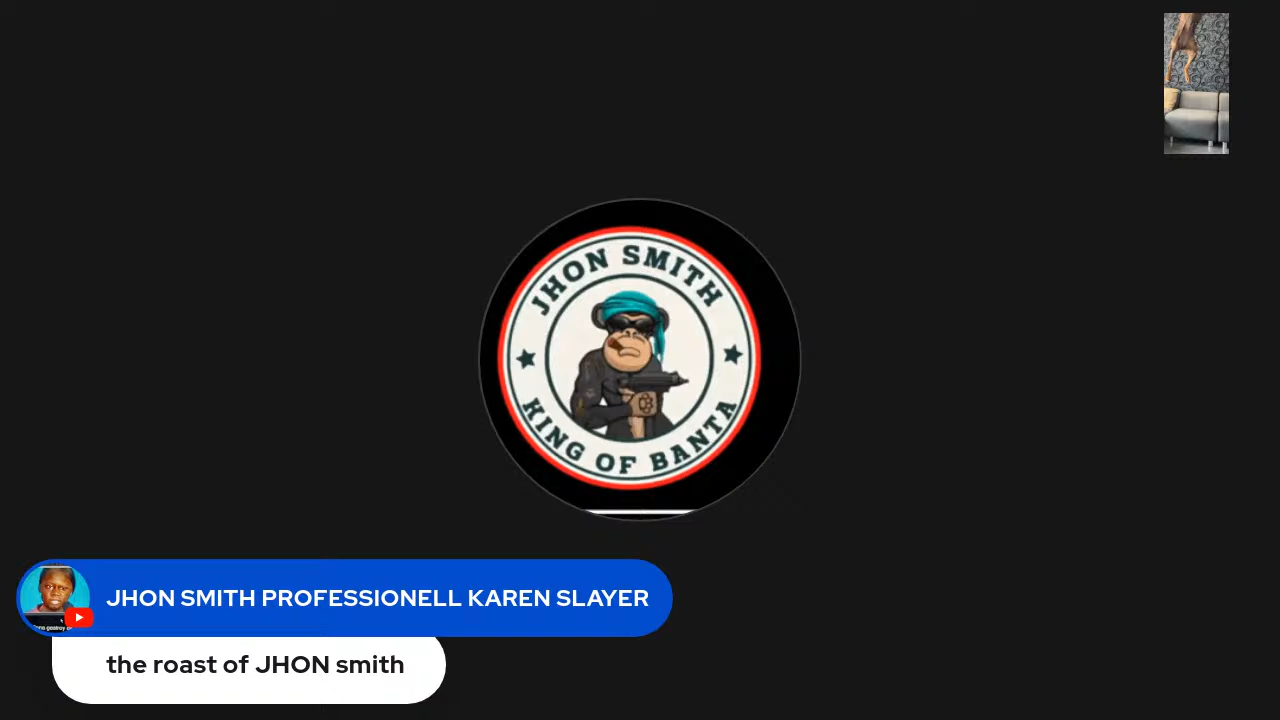 JHON SMITH
KING OF BANTA
JHON SMITH PROFESSIONELL KAREN SLAYER
the roast of JHON smith